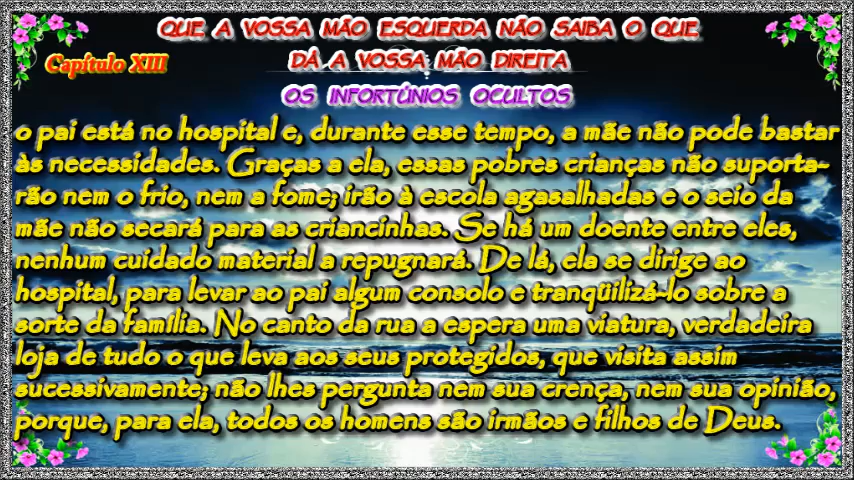 QUE A VOSSA MÃO ESQUERDA NÃO SAIBA O QUE
DÁ A VOSSA MÃO DIREITA
Capítulo XIII
OS INFORTÚNIOS OCULTOS
o pai está no hospital e, durante esse tempo, a mãe não pode bastar
às necessidades. Graças a ela, essas pobres crianças não suporta-
rão nem o frio, nem a fome; irão à escola agasalhadas e o seio da
mãe não secará para as criancinhas. Se há um doente entre eles,
nenhum cuidado material a repugnará. De lá, ela se dirige ao
hospital, para levar ao pai algum consolo e tranqüilizá-lo sobre a
sorte da família. No canto da rua a espera uma viatura, verdadeira
loja de tudo o que leva aos seus protegidos, que visita assim
sucessivamente; não lhes pergunta nem sua crença, nem sua opinião,
porque, para ela, todos os homens são irmãos e filhos de Deus.